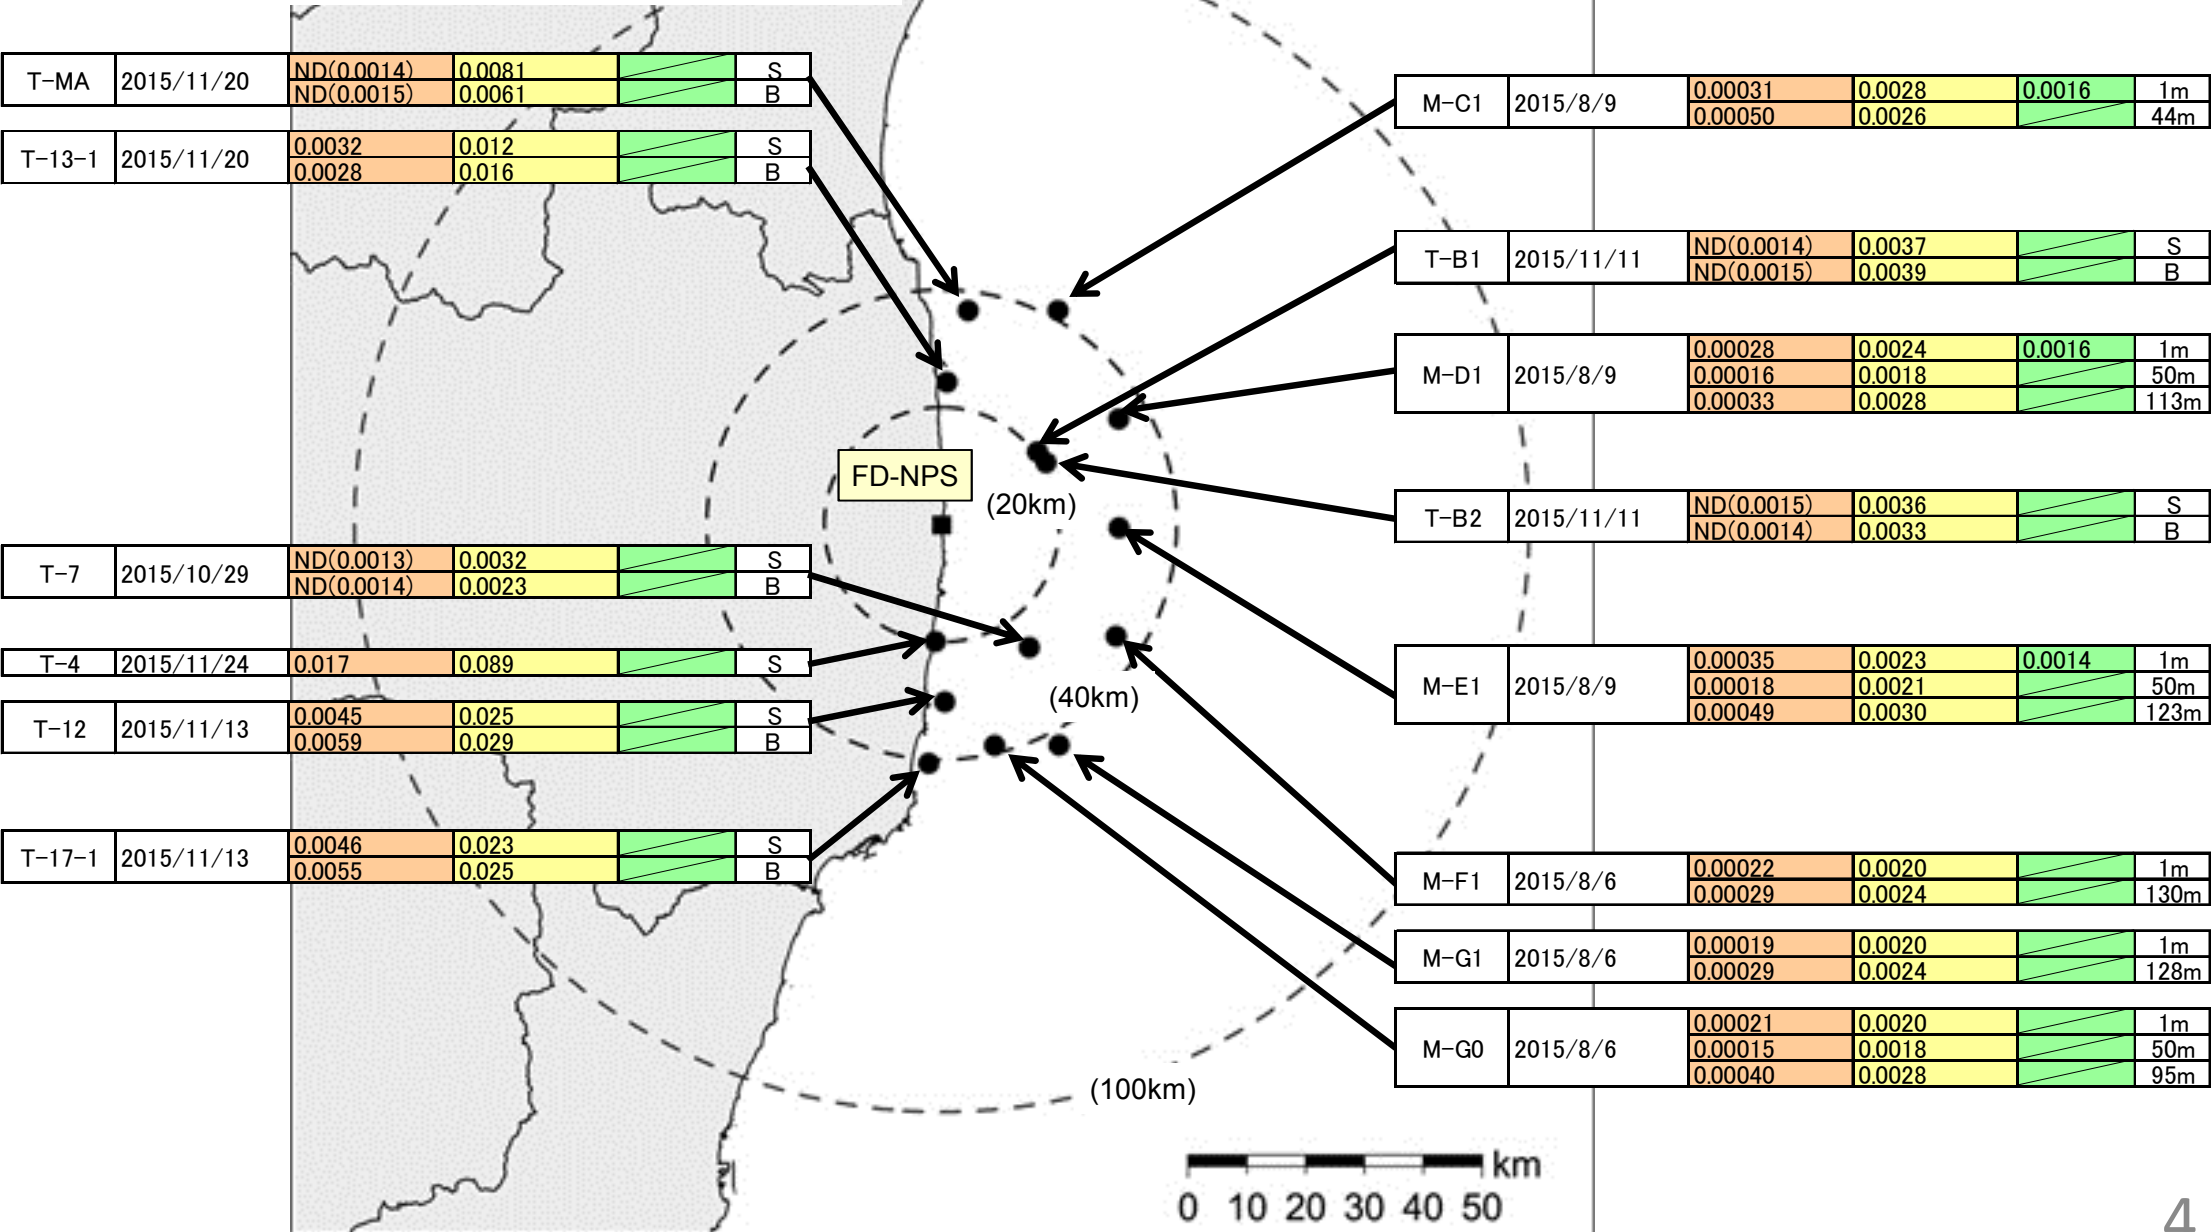 T-MA 2015/11/20 ND(0.0014) 0.0081 S
ND(0.0015) 0.0061 B
T-13-1 2015/11/20 0.0032 0.012 S
0.0028 0.016 B
T-7 2015/10/29 ND(0.0013) 0.0032 S
ND(0.0014) 0.0023 B
T-4 2015/11/24 0.017 0.089 S
T-12 2015/11/13 0.0045 0.025 S
0.0059 0.029 B
T-17-1 2015/11/13 0.0046 0.023 S
0.0055 0.025 B
FD-NPS
(20km)
(40km)
(100km)
M-C1 2015/8/9 0.00031 0.0028 0.0016 1m
0.00050 0.0026 44m
T-B1 2015/11/11 ND(0.0014) 0.0037 S
ND(0.0015) 0.0039 B
M-D1 2015/8/9 0.00028 0.0024 0.0016 1m
0.00016 0.0018 50m
0.00033 0.0028 113m
T-B2 2015/11/11 ND(0.0015) 0.0036 S
ND(0.0014) 0.0033 B
M-E1 2015/8/9 0.00035 0.0023 0.0014 1m
0.00018 0.0021 50m
0.00049 0.0030 123m
M-F1 2015/8/6 0.00022 0.0020 1m
0.00029 0.0024 130m
M-G1 2015/8/6 0.00019 0.0020 1m
0.00029 0.0024 128m
M-G0 2015/8/6 0.00021 0.0020 1m
0.00015 0.0018 50m
0.00040 0.0028 95m
km
0 10 20 30 40 50
4